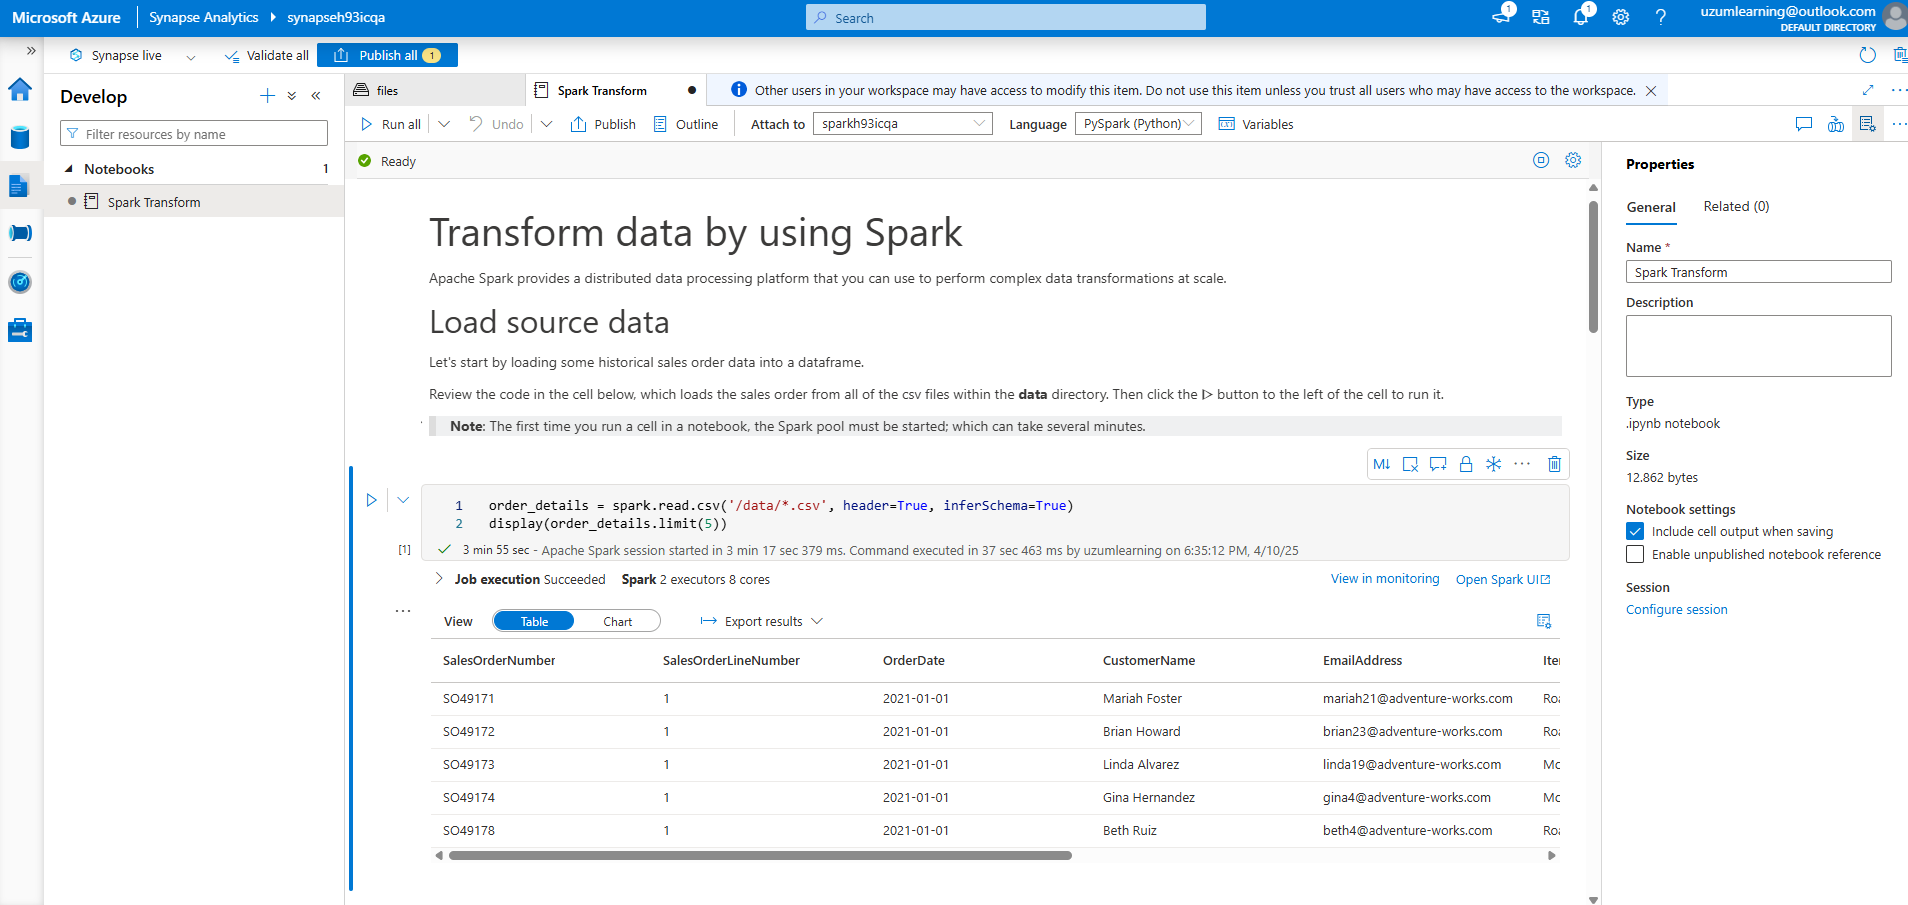 Microsoft Azure
Synapse Analytics
synapseh93icqa
Search
1
1
uzumlearning@outlook.com
DEFAULT DIRECTORY
Synapse live
Validate all
Publish all 1
Develop
Filter resources by name
Notebooks 1
Spark Transform
files
Spark Transform
Other users in your workspace may have access to modify this item. Do not use this item unless you trust all users who may have access to the workspace.
Run all
Undo
Publish
Outline
Attach to
sparkh93icqa
Language
PySpark (Python)
Variables
Ready
Transform data by using Spark
Apache Spark provides a distributed data processing platform that you can use to perform complex data transformations at scale.
Load source data
Let's start by loading some historical sales order data into a dataframe.
Review the code in the cell below, which loads the sales order from all of the csv files within the data directory. Then click the ▷ button to the left of the cell to run it.
Note: The first time you run a cell in a notebook, the Spark pool must be started; which can take several minutes.
M↓
1 order_details = spark.read.csv('/data/*.csv', header=True, inferSchema=True)
2 display(order_details.limit(5))
[1]
3 min 55 sec - Apache Spark session started in 3 min 17 sec 379 ms. Command executed in 37 sec 463 ms by uzumlearning on 6:35:12 PM, 4/10/25
Job execution Succeeded Spark 2 executors 8 cores
View in monitoring
Open Spark UI
View
Table
Chart
Export results
SalesOrderNumber SalesOrderLineNumber OrderDate CustomerName EmailAddress Ite
SO49171 1 2021-01-01 Mariah Foster mariah21@adventure-works.com Roa
SO49172 1 2021-01-01 Brian Howard brian23@adventure-works.com Roa
SO49173 1 2021-01-01 Linda Alvarez linda19@adventure-works.com Mo
SO49174 1 2021-01-01 Gina Hernandez gina4@adventure-works.com Mo
SO49178 1 2021-01-01 Beth Ruiz beth4@adventure-works.com Roa
Properties
General
Related (0)
Name *
Spark Transform
Description
Type
.ipynb notebook
Size
12.862 bytes
Notebook settings
Include cell output when saving
Enable unpublished notebook reference
Session
Configure session